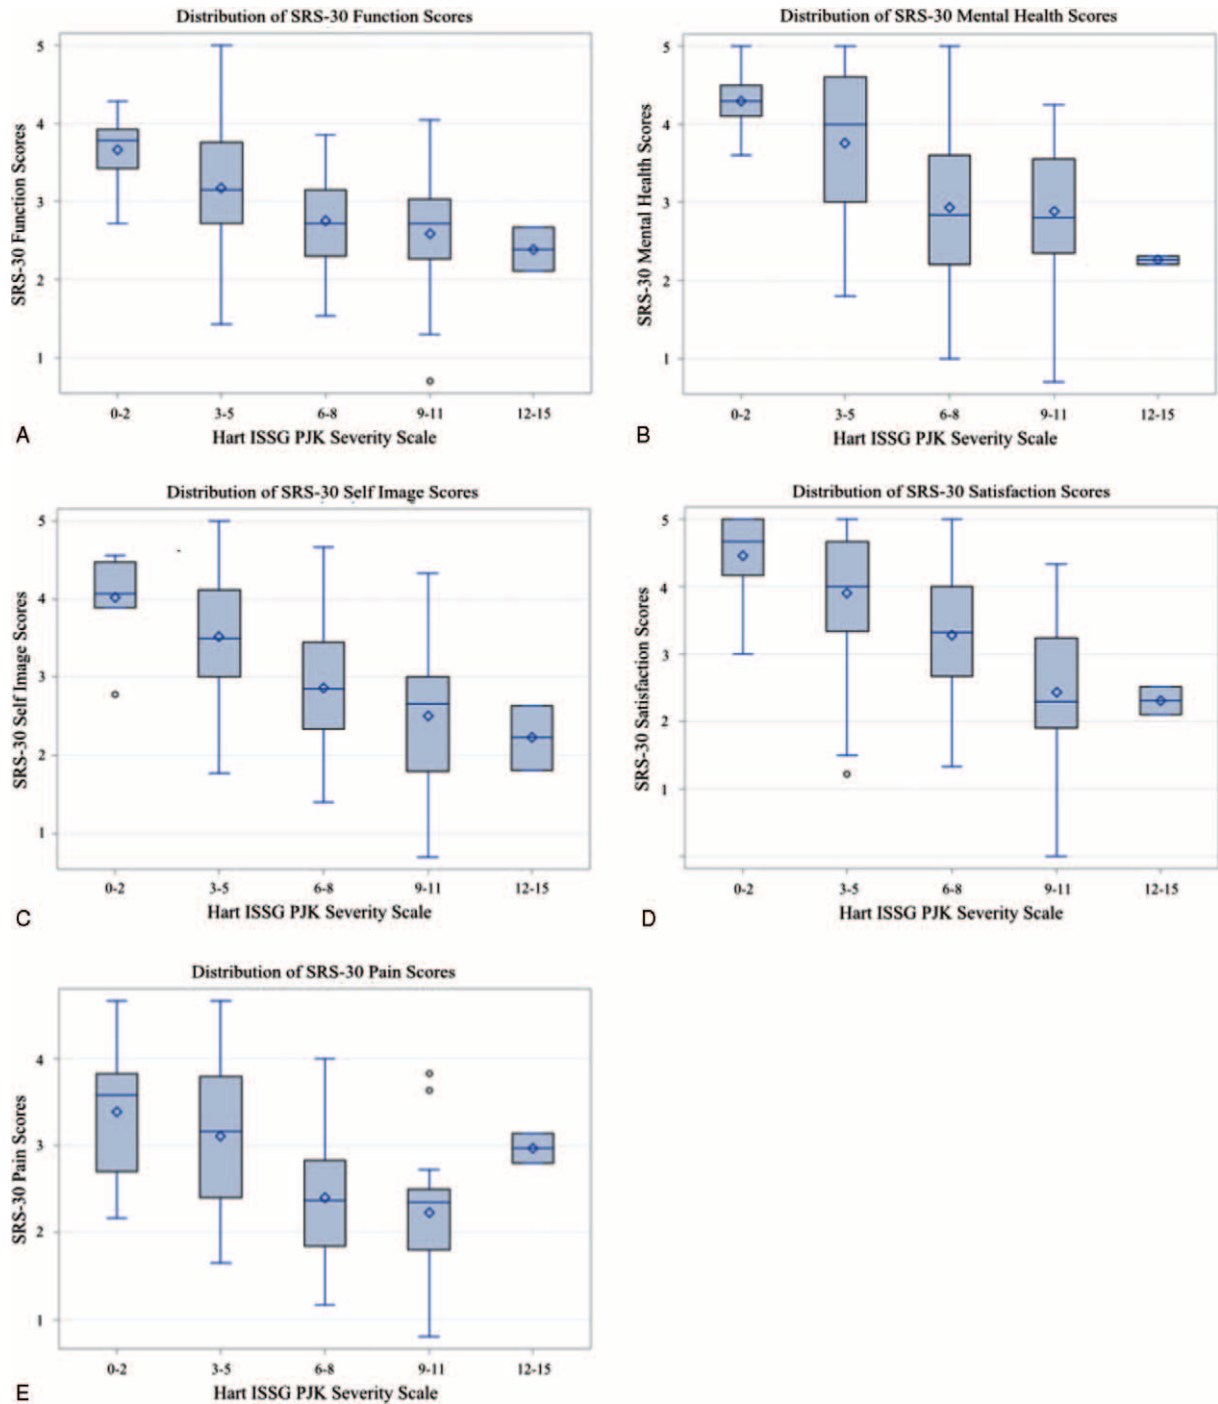 Distribution of SRS-30 Function Scores
SRS-30 Function Scores
5
4
3
2
1
0-2 3-5 6-8 9-11 12-15
Hart ISSG PJK Severity Scale
A
Distribution of SRS-30 Mental Health Scores
SRS-30 Mental Health Scores
5
4
3
2
1
0-2 3-5 6-8 9-11 12-15
Hart ISSG PJK Severity Scale
B
Distribution of SRS-30 Self Image Scores
SRS-30 Self Image Scores
5
4
3
2
1
0-2 3-5 6-8 9-11 12-15
Hart ISSG PJK Severity Scale
C
Distribution of SRS-30 Satisfaction Scores
SRS-30 Satisfaction Scores
5
4
3
2
1
0-2 3-5 6-8 9-11 12-15
Hart ISSG PJK Severity Scale
D
Distribution of SRS-30 Pain Scores
SRS-30 Pain Scores
4
3
2
1
0-2 3-5 6-8 9-11 12-15
Hart ISSG PJK Severity Scale
E